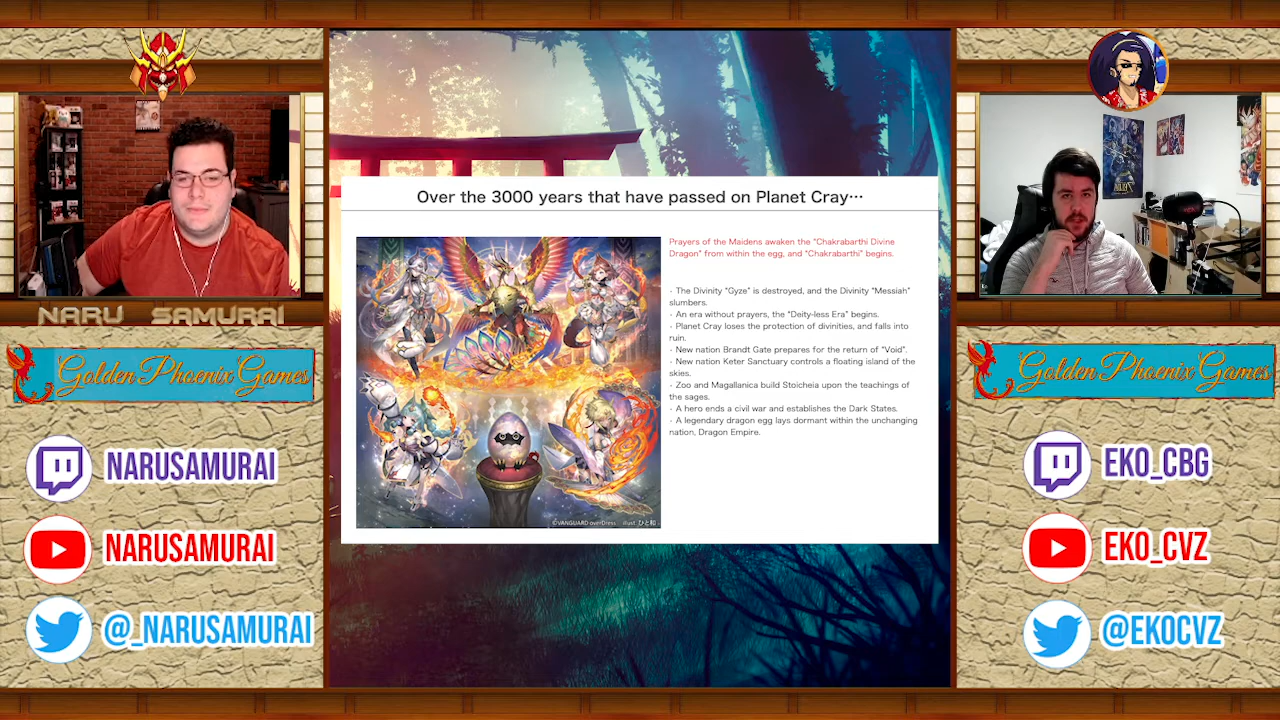 NARU SAMURAI
Golden Phoenix Games
NARUSAMURAI
NARUSAMURAI
@_NARUSAMURAI
Over the 3000 years that have passed on Planet Cray…
Prayers of the Maidens awaken the "Chakrabarthi Divine
Dragon" from within the egg, and "Chakrabarthi" begins.
- The Divinity "Gyze" is destroyed, and the Divinity "Messiah"
slumbers.
- An era without prayers, the "Deity-less Era" begins.
- Planet Cray loses the protection of divinities, and falls into
ruin.
- New nation Brandt Gate prepares for the return of "Void".
- New nation Keter Sanctuary controls a floating island of the
skies.
- Zoo and Magallanica build Stoicheia upon the teachings of
the sages.
- A hero ends a civil war and establishes the Dark States.
- A legendary dragon egg lays dormant within the unchanging
nation, Dragon Empire.
©VANGUARD overDress illust ひと和
Golden Phoenix Games
EKO_CBG
EKO_CVZ
@EKOCVZ